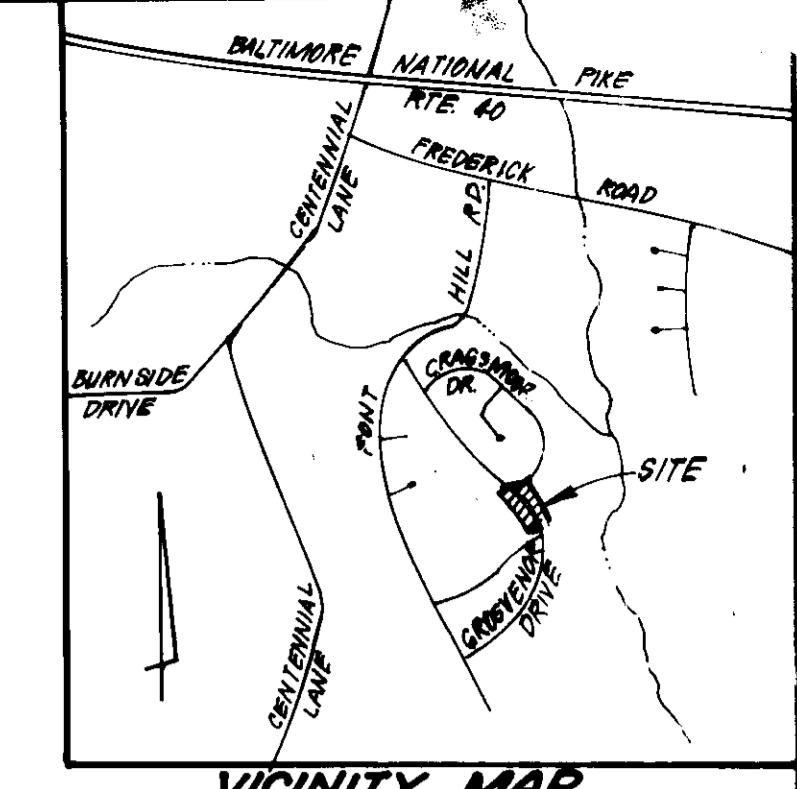 BALTIMORE NATIONAL PIKE
RTE. 40
FREDERICK ROAD
CENTENNIAL
LANE
HILL RD.
BURNSIDE
DRIVE
CRAGSMOOR
DR.
FONT
SITE
GROSVENOR
DRIVE
CENTENNIAL
LANE
VICINITY MAP